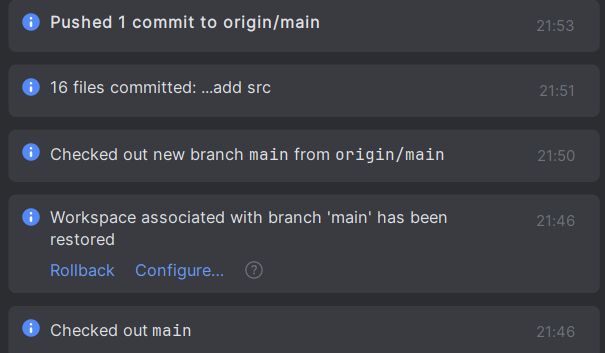 Pushed 1 commit to origin/main 21:53
16 files committed: ...add src 21:51
Checked out new branch main from origin/main 21:50
Workspace associated with branch 'main' has been 21:46
restored
Rollback Configure... ?
Checked out main 21:46